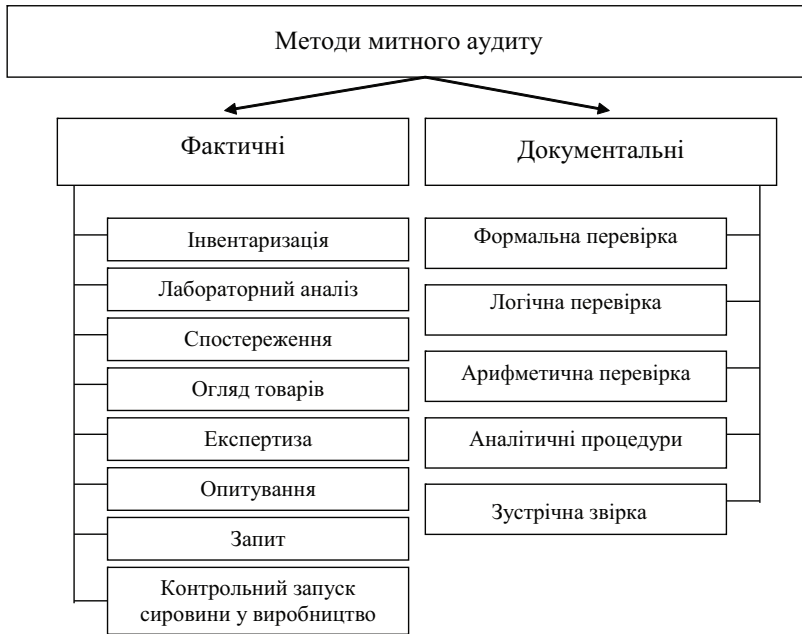 Методи митного аудиту
Фактичні
Інвентаризація
Лабораторний аналіз
Спостереження
Огляд товарів
Експертиза
Опитування
Запит
Контрольний запуск
сировини у виробництво
Документальні
Формальна перевірка
Логічна перевірка
Арифметична перевірка
Аналітичні процедури
Зустрічна звірка